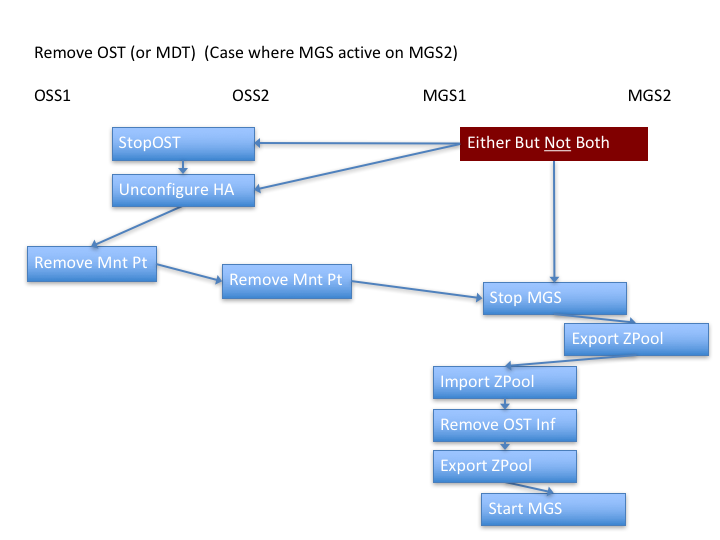 Remove OST (or MDT)  (Case where MGS active on MGS2)
OSS1 OSS2 MGS1 MGS2
StopOST
Either But Not Both
Unconfigure HA
Remove Mnt Pt
Remove Mnt Pt
Stop MGS
Export ZPool
Import ZPool
Remove OST Inf
Export ZPool
Start MGS